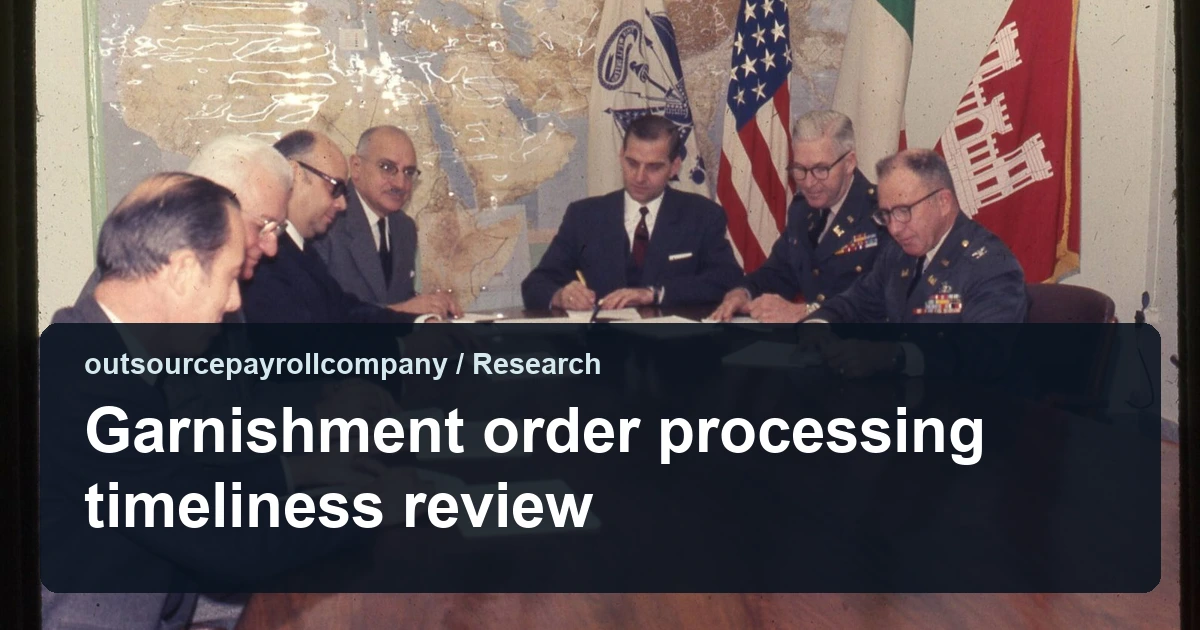 outsourcepayrollcompany / Research
Garnishment order processing
timeliness review